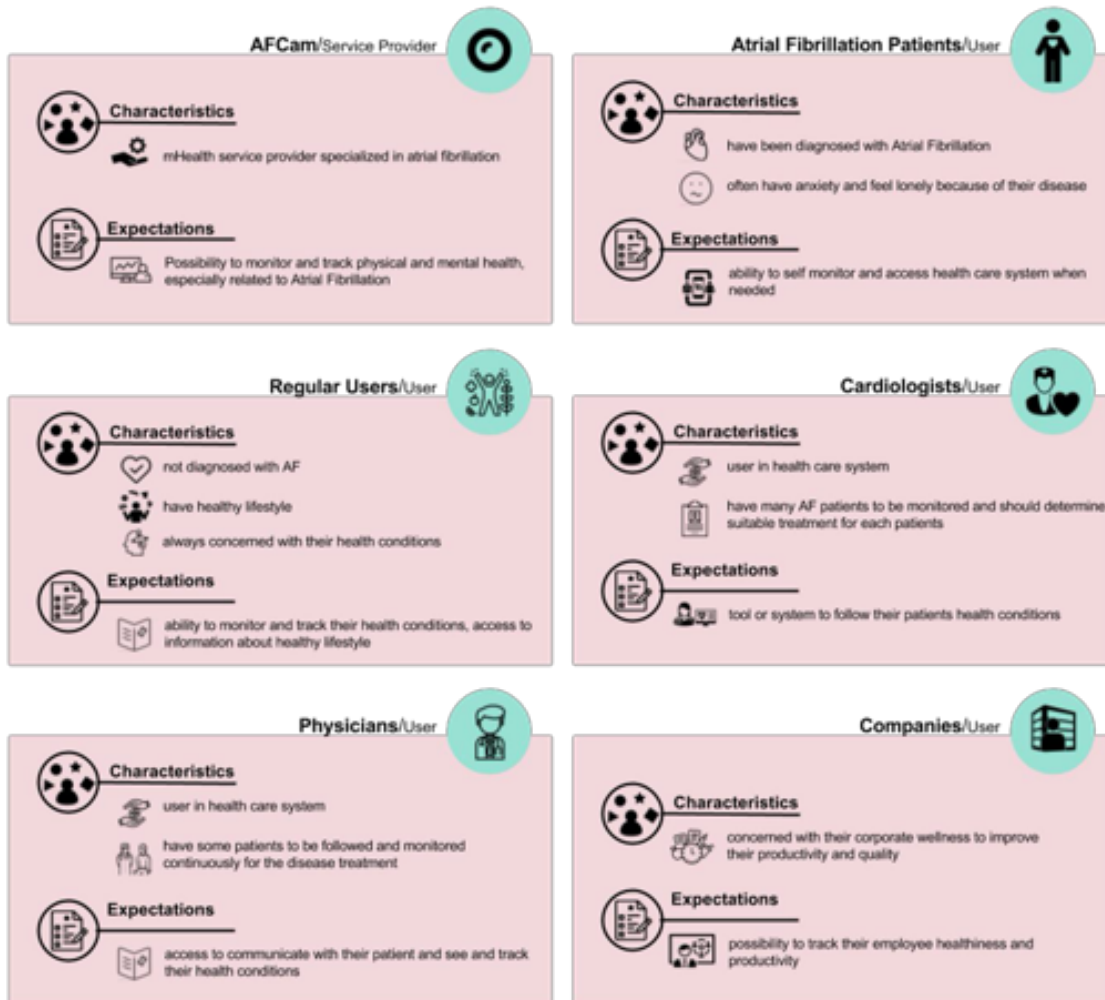 AFCam/Service Provider
Characteristics
mHealth service provider specialized in atrial fibrillation
Expectations
Possibility to monitor and track physical and mental health,
especially related to Atrial Fibrillation
Atrial Fibrillation Patients/User
Characteristics
have been diagnosed with Atrial Fibrillation
often have anxiety and feel lonely because of their disease
Expectations
ability to self monitor and access health care system when
needed
Regular Users/User
Characteristics
not diagnosed with AF
have healthy lifestyle
always concerned with their health conditions
Expectations
ability to monitor and track their health conditions, access to
information about healthy lifestyle
Cardiologists/User
Characteristics
user in health care system
have many AF patients to be monitored and should determine
suitable treatment for each patients
Expectations
tool or system to follow their patients health conditions
Physicians/User
Characteristics
user in health care system
have some patients to be followed and monitored
continuously for the disease treatment
Expectations
access to communicate with their patient and see and track
their health conditions
Companies/User
Characteristics
concerned with their corporate wellness to improve
their productivity and quality
Expectations
possibility to track their employee healthiness and
productivity